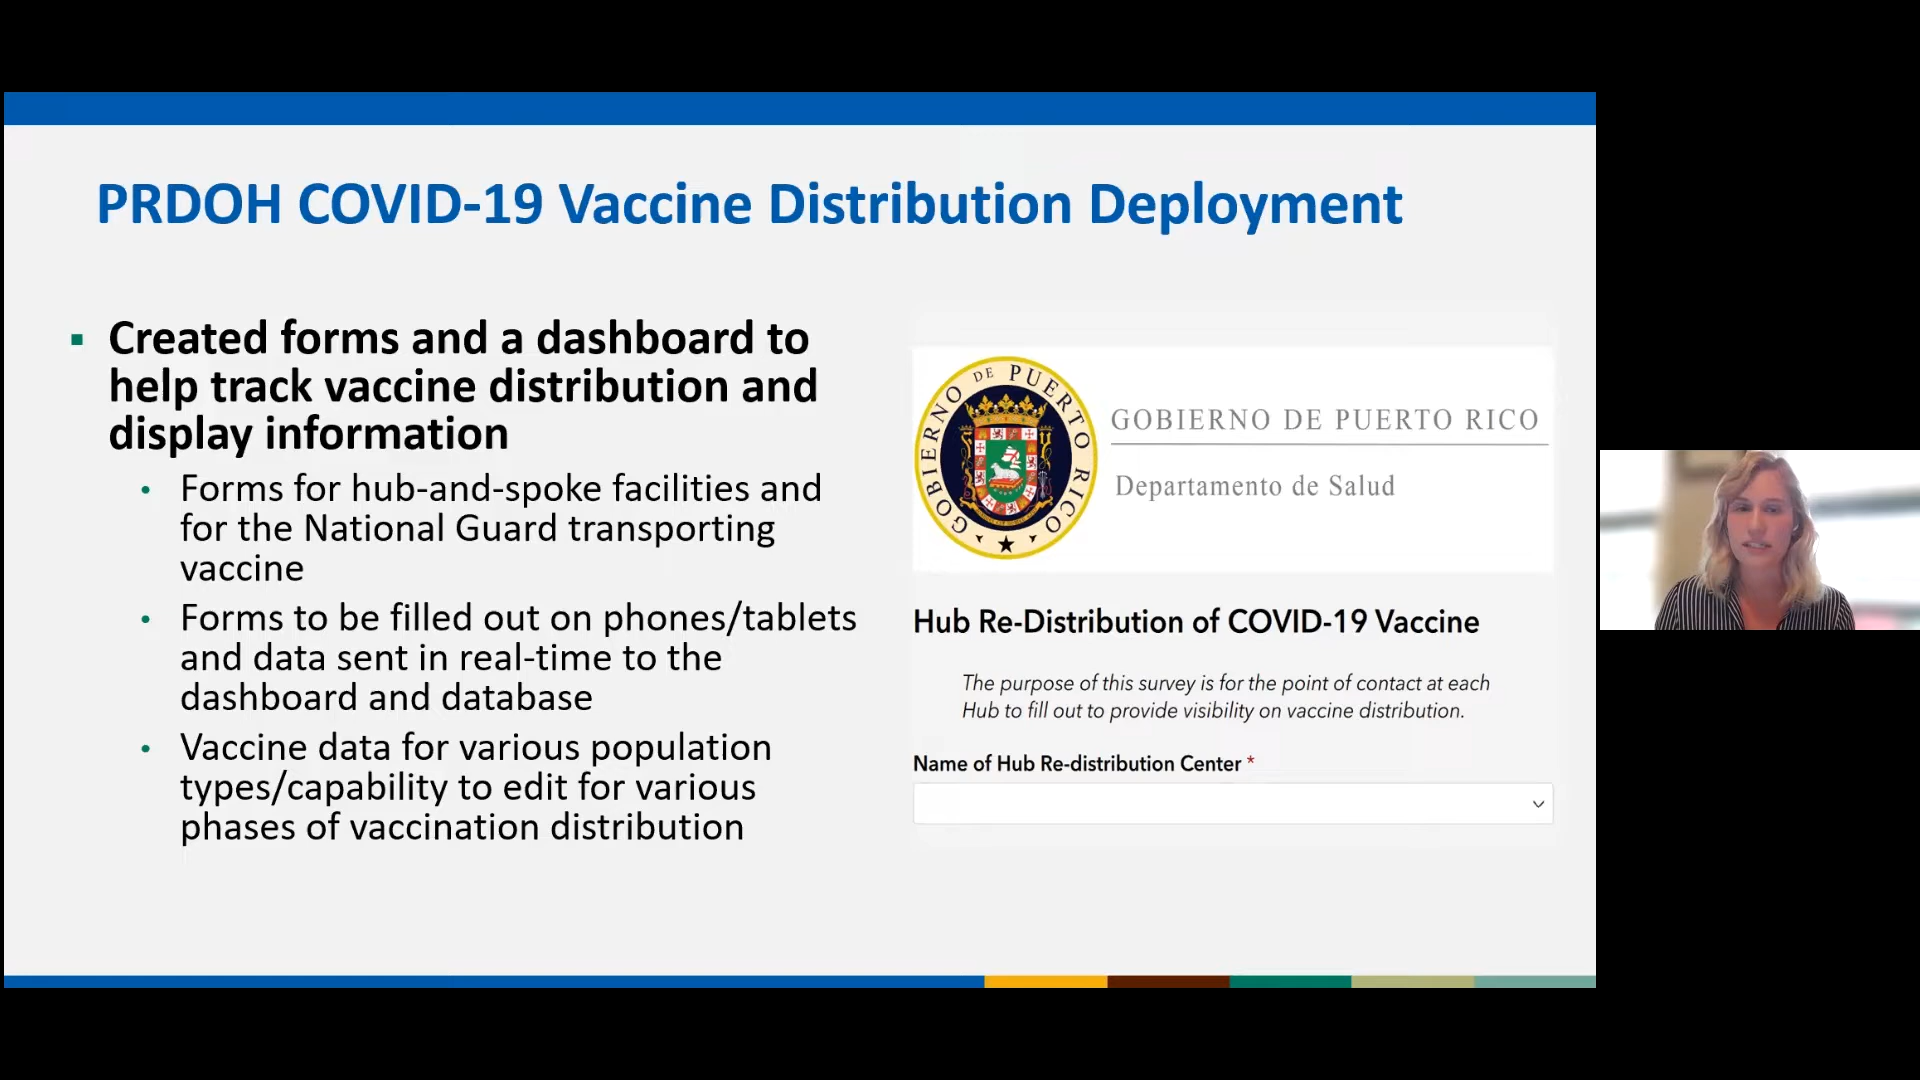 PRDOH COVID-19 Vaccine Distribution Deployment
▪ Created forms and a dashboard to
help track vaccine distribution and
display information
• Forms for hub-and-spoke facilities and
for the National Guard transporting
vaccine
• Forms to be filled out on phones/tablets
and data sent in real-time to the
dashboard and database
• Vaccine data for various population
types/capability to edit for various
phases of vaccination distribution
GOBIERNO DE PUERTO RICO
GOBIERNO DE PUERTO RICO
Departamento de Salud
Hub Re-Distribution of COVID-19 Vaccine
The purpose of this survey is for the point of contact at each
Hub to fill out to provide visibility on vaccine distribution.
Name of Hub Re-distribution Center *